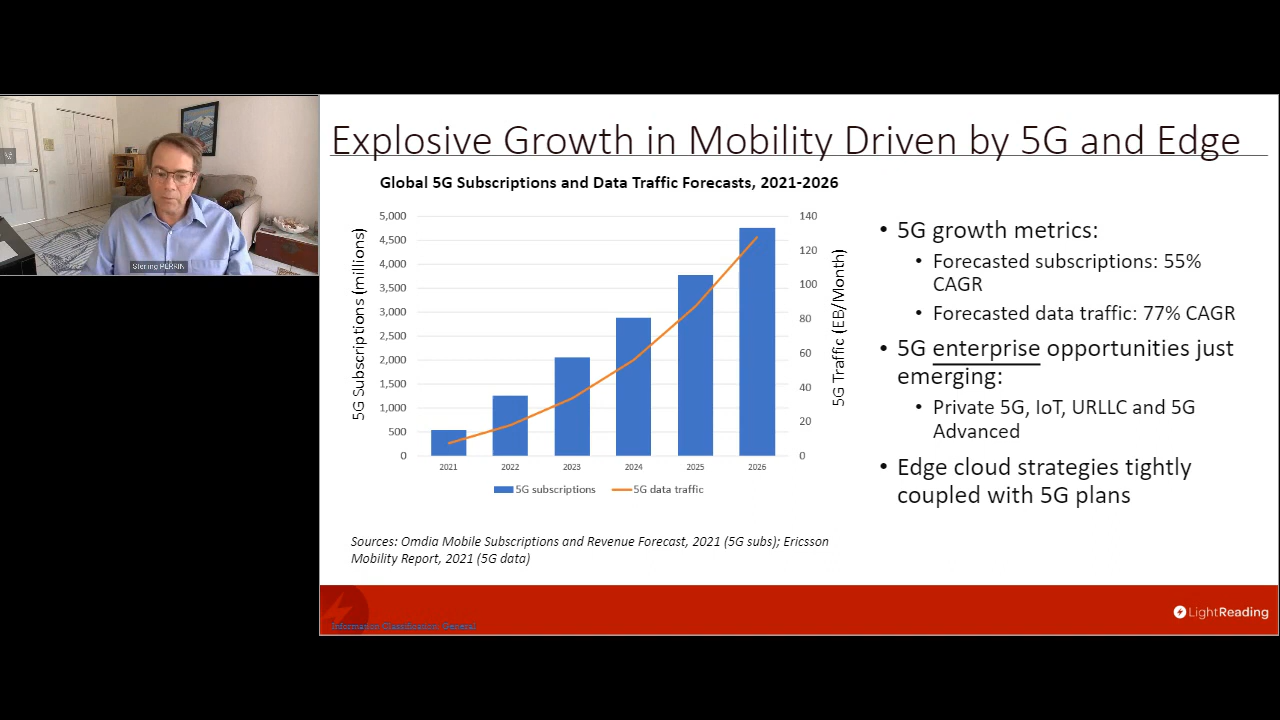 Explosive Growth in Mobility Driven by 5G and Edge
Global 5G Subscriptions and Data Traffic Forecasts, 2021-2026
5G Subscriptions (millions)
5,000
4,500
4,000
3,500
3,000
2,500
2,000
1,500
1,000
500
0
140
120
100
80
60
40
20
0
5G Traffic (EB/Month)
2021 2022 2023 2024 2025 2026
5G subscriptions 5G data traffic
Sources: Omdia Mobile Subscriptions and Revenue Forecast, 2021 (5G subs); Ericsson
Mobility Report, 2021 (5G data)
• 5G growth metrics:
• Forecasted subscriptions: 55%
CAGR
• Forecasted data traffic: 77% CAGR
• 5G enterprise opportunities just
emerging:
• Private 5G, IoT, URLLC and 5G
Advanced
• Edge cloud strategies tightly
coupled with 5G plans
Sterling PERRIN
Information Classification: General
LightReading